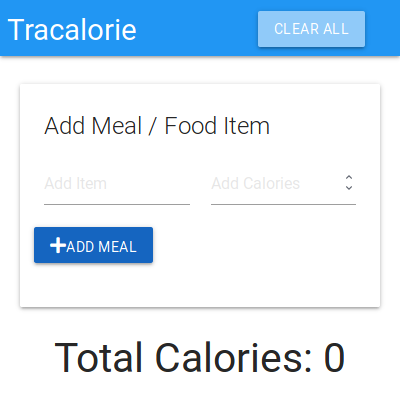 Tracalorie
CLEAR ALL
Add Meal / Food Item
Add Item
Add Calories
ADD MEAL
Total Calories: 0